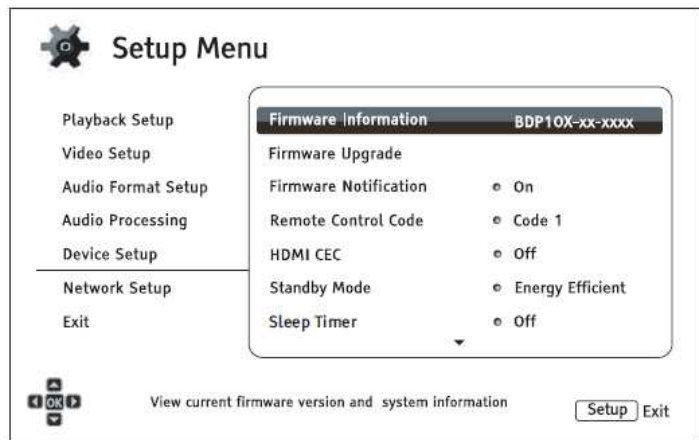 Setup Menu
Playback Setup
Video Setup
Audio Format Setup
Audio Processing
Device Setup
Network Setup
Exit
Firmware Information BDP10X-xx-xxxx
Firmware Upgrade
Firmware Notification On
Remote Control Code Code 1
HDMI CEC Off
Standby Mode Energy Efficient
Sleep Timer Off
OK
View current firmware version and system information
Setup Exit